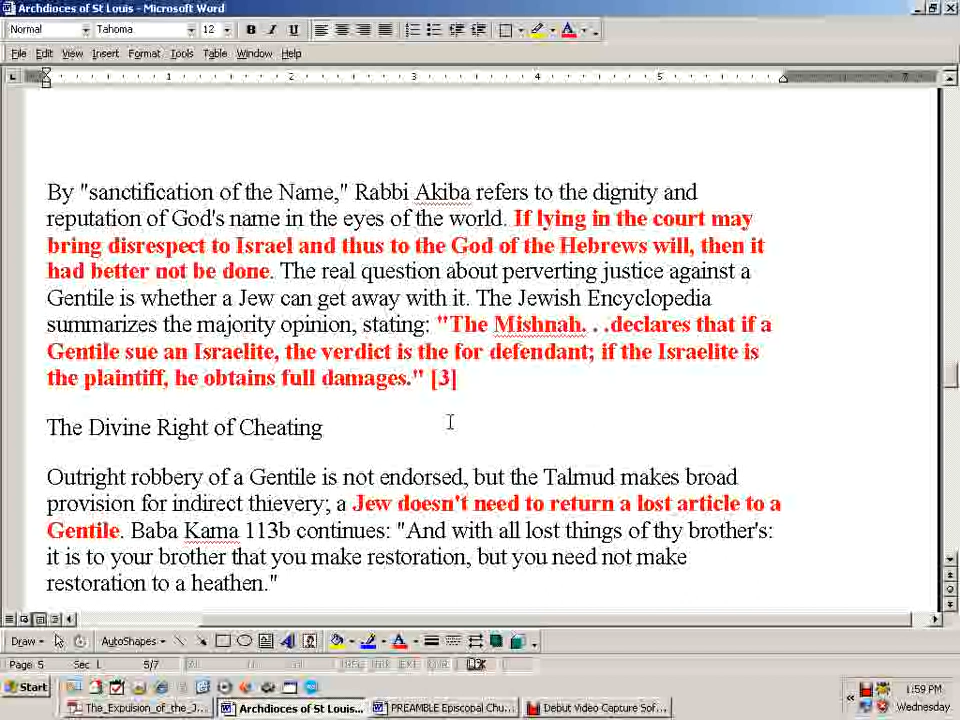 Archdioces of St Louis - Microsoft Word
Normal Tahoma 12 B I U
File Edit View Insert Format Tools Table Window Help
1 2 3 4 5 7
By "sanctification of the Name," Rabbi Akiba refers to the dignity and
reputation of God's name in the eyes of the world. If lying in the court may
bring disrespect to Israel and thus to the God of the Hebrews will, then it
had better not be done. The real question about perverting justice against a
Gentile is whether a Jew can get away with it. The Jewish Encyclopedia
summarizes the majority opinion, stating: "The Mishnah. . .declares that if a
Gentile sue an Israelite, the verdict is the for defendant; if the Israelite is
the plaintiff, he obtains full damages." [3]
The Divine Right of Cheating
Outright robbery of a Gentile is not endorsed, but the Talmud makes broad
provision for indirect thievery; a Jew doesn't need to return a lost article to a
Gentile. Baba Kama 113b continues: "And with all lost things of thy brother's:
it is to your brother that you make restoration, but you need not make
restoration to a heathen."
Draw AutoShapes
Page 5 Sec 1 5/7
Start The_Expulsion_of_the_J... Archdioces of St Louis... PREAMBLE Episcopal Chu... Debut Video Capture Sof... 1:59 PM
Wednesday